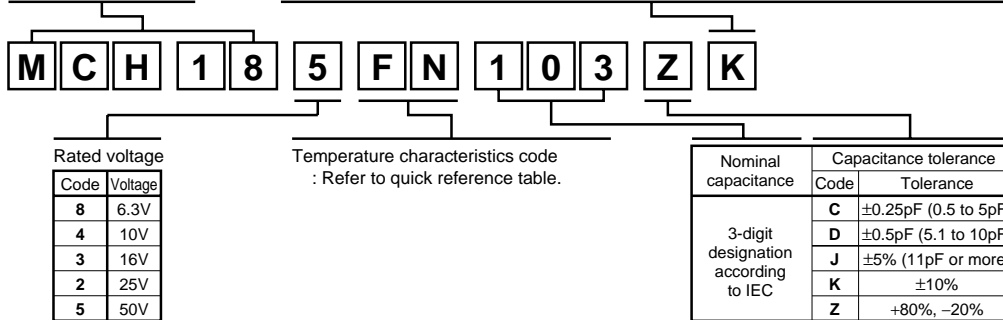 M C H 1 8 5 F N 1 0 3 Z K
Rated voltage
Code Voltage
8 6.3V
4 10V
3 16V
2 25V
5 50V
Temperature characteristics code
: Refer to quick reference table.
Nominal
capacitance
3-digit
designation
according
to IEC
Capacitance tolerance
Code Tolerance
C ±0.25pF (0.5 to 5pF
D ±0.5pF (5.1 to 10pF
J ±5% (11pF or more
K ±10%
Z +80%, −20%